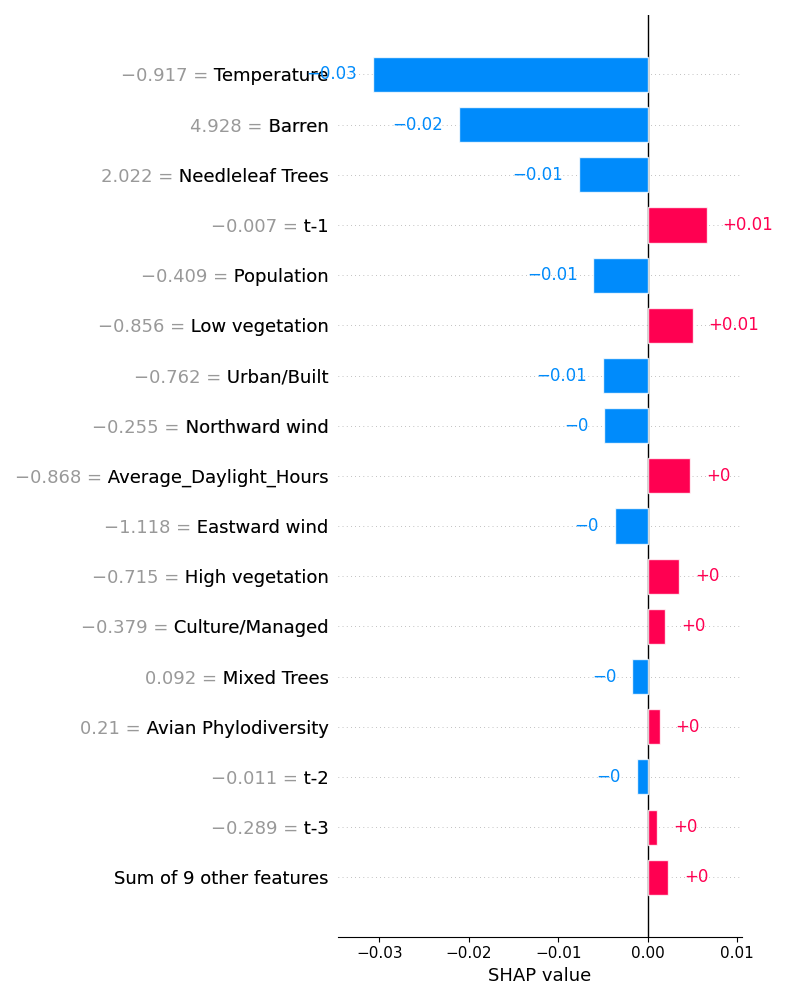 −0.917 = Temperature −0.03
4.928 = Barren −0.02
2.022 = Needleleaf Trees −0.01
−0.007 = t-1 +0.01
−0.409 = Population −0.01
−0.856 = Low vegetation +0.01
−0.762 = Urban/Built −0.01
−0.255 = Northward wind −0
−0.868 = Average_Daylight_Hours +0
−1.118 = Eastward wind −0
−0.715 = High vegetation +0
−0.379 = Culture/Managed +0
0.092 = Mixed Trees −0
0.21 = Avian Phylodiversity +0
−0.011 = t-2 −0
−0.289 = t-3 +0
Sum of 9 other features +0
−0.03 −0.02 −0.01 0.00 0.01
SHAP value